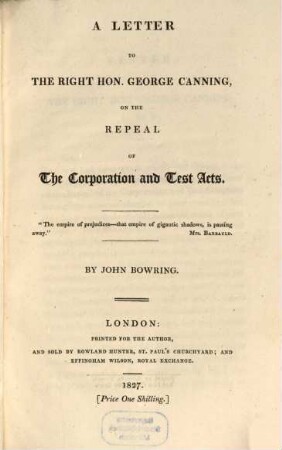 A LETTER
TO
THE RIGHT HON. GEORGE CANNING,
ON THE
REPEAL
OF
The Corporation and Test Acts.
"The empire of prejudices—that empire of gigantic shadows, is passing
away." MRS. BARBAULD.
BY JOHN BOWRING.
LONDON:
PRINTED FOR THE AUTHOR,
AND SOLD BY ROWLAND HUNTER, ST. PAUL'S CHURCHYARD; AND
EFFINGHAM WILSON, ROYAL EXCHANGE.
1827.
[Price One Shilling.]